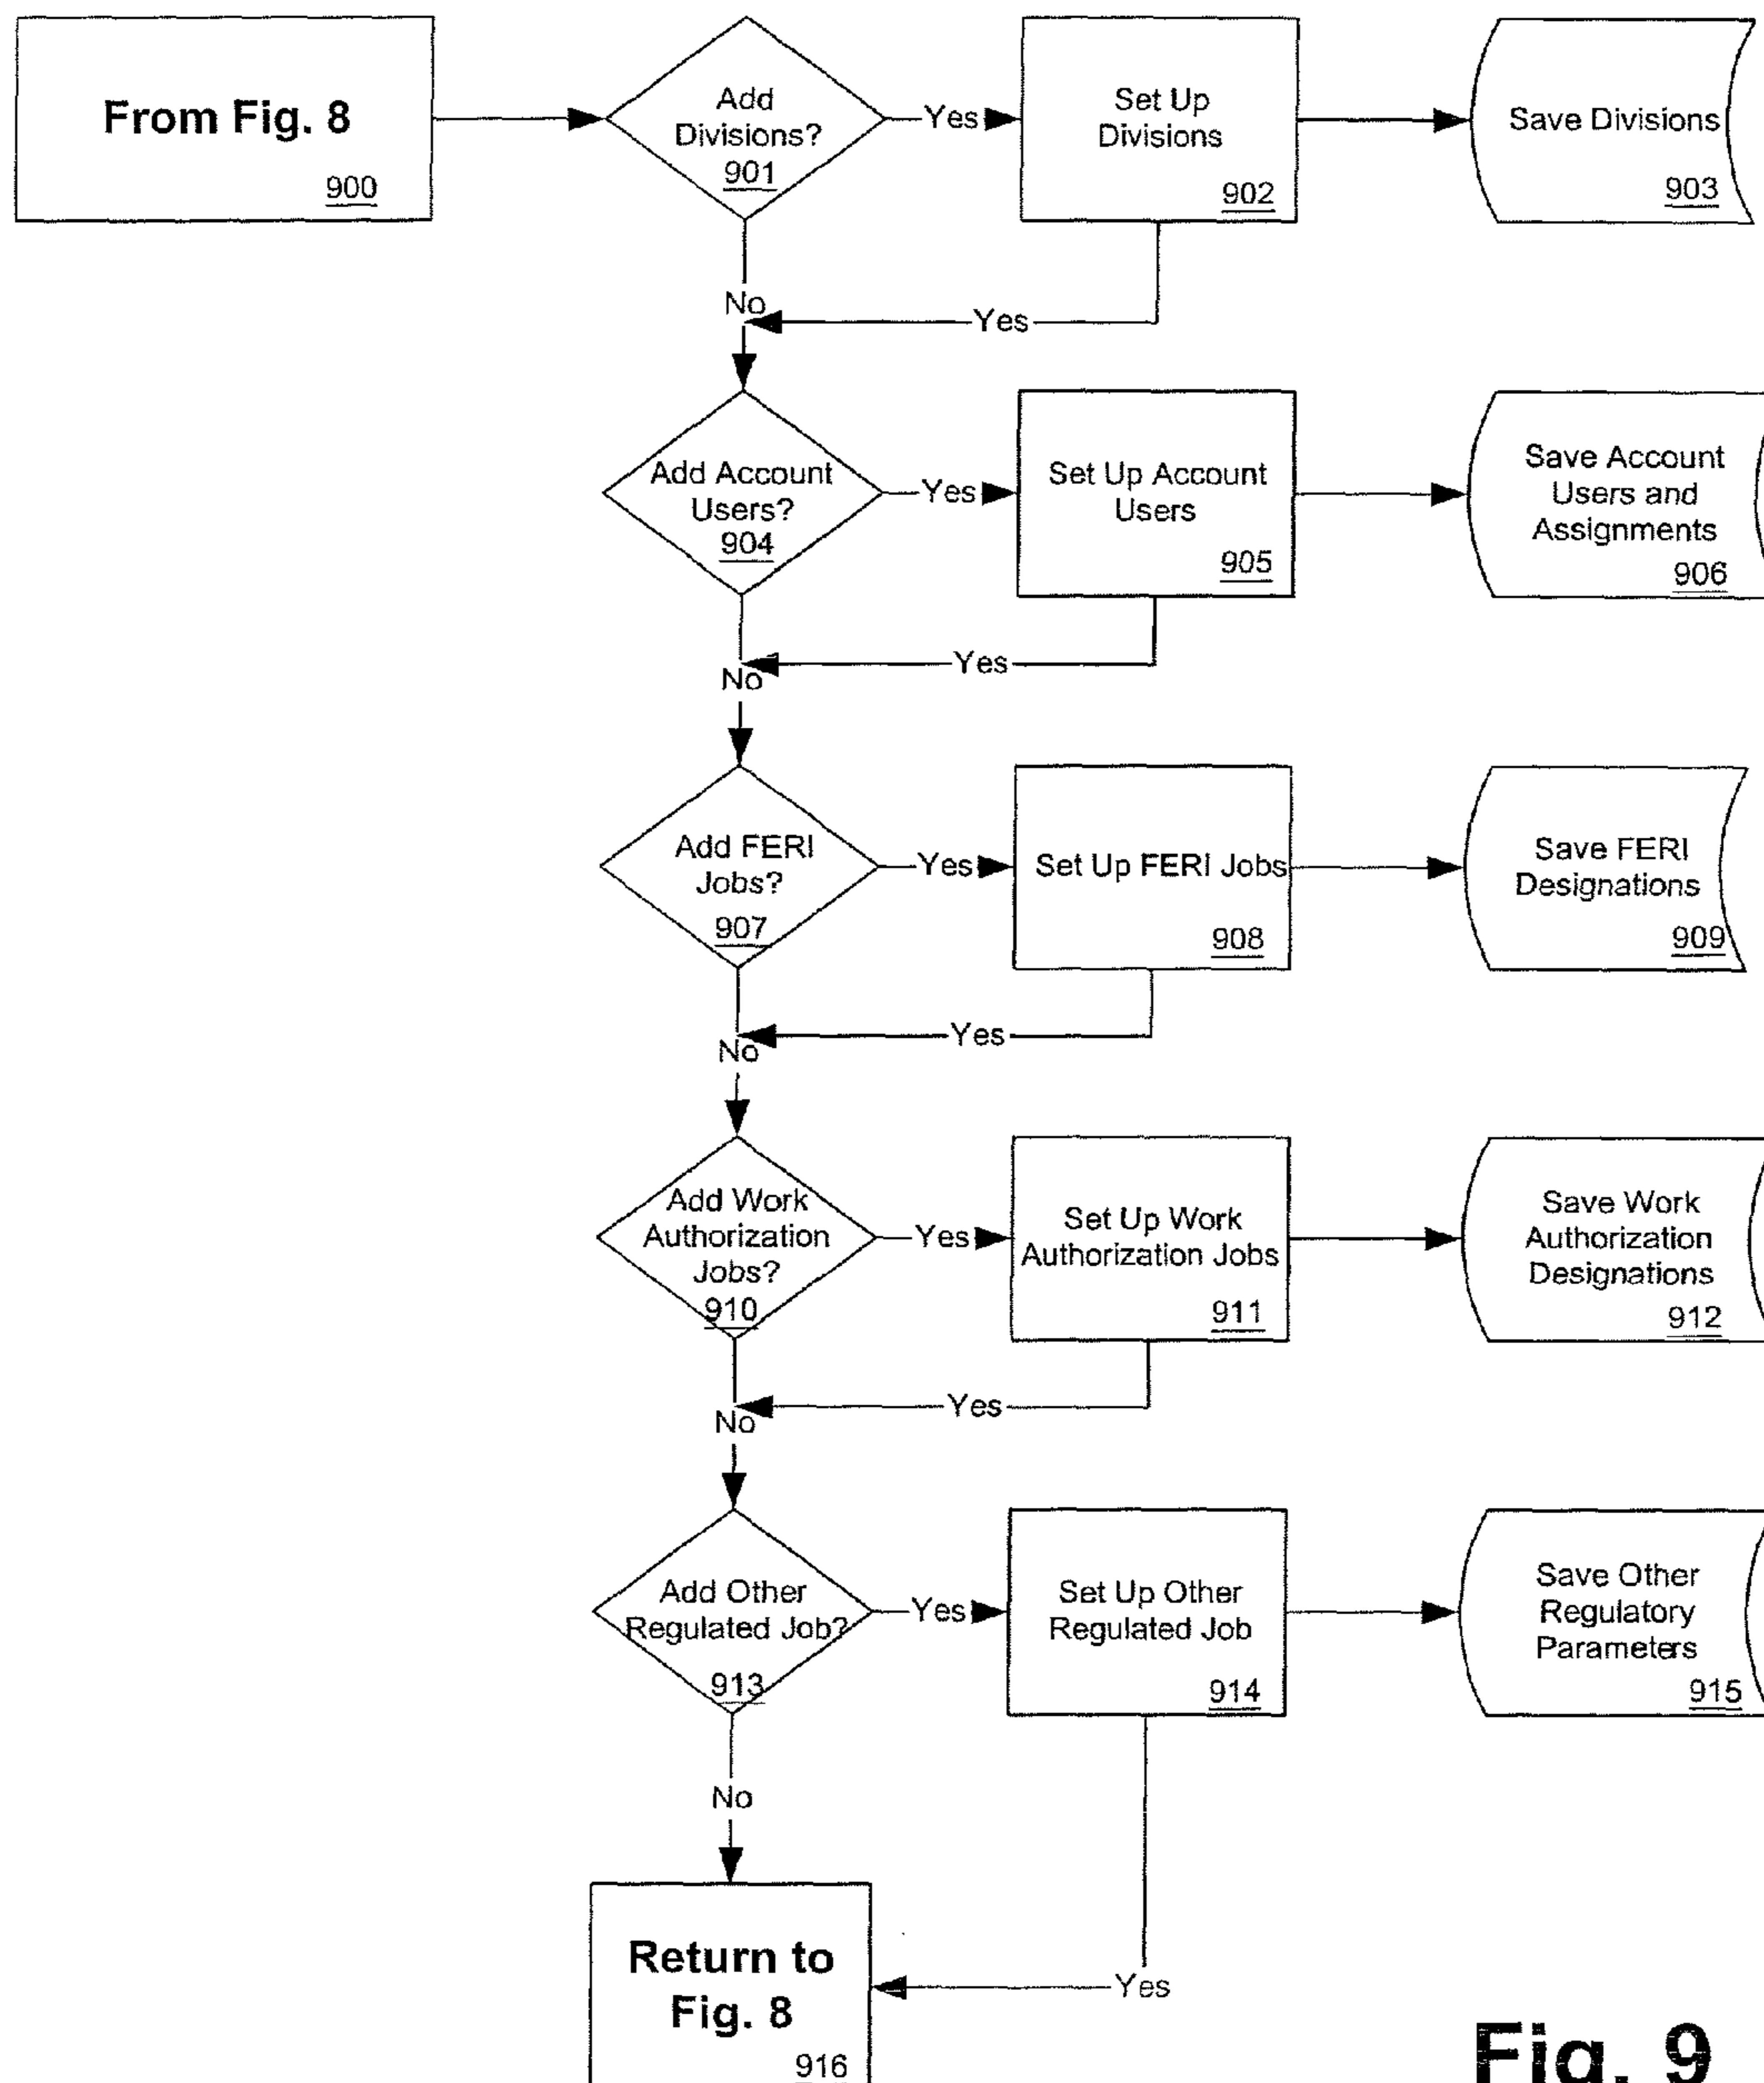 From Fig. 8
900
Add
Divisions?
901
Yes
Set Up
Divisions
902
Save Divisions
903
No
Yes
Add Account
Users?
904
Yes
Set Up Account
Users
905
Save Account
Users and
Assignments
906
Yes
No
Add FERI
Jobs?
907
Yes
Set Up FERI Jobs
908
Save FERI
Designations
909
Yes
No
Add Work
Authorization
Jobs?
910
Yes
Set Up Work
Authorization Jobs
911
Save Work
Authorization
Designations
912
Yes
No
Add Other
Regulated Job?
913
Yes
Set Up Other
Regulated Job
914
Save Other
Regulatory
Parameters
915
No
Return to
Fig. 8
916
Yes
Fig. 9